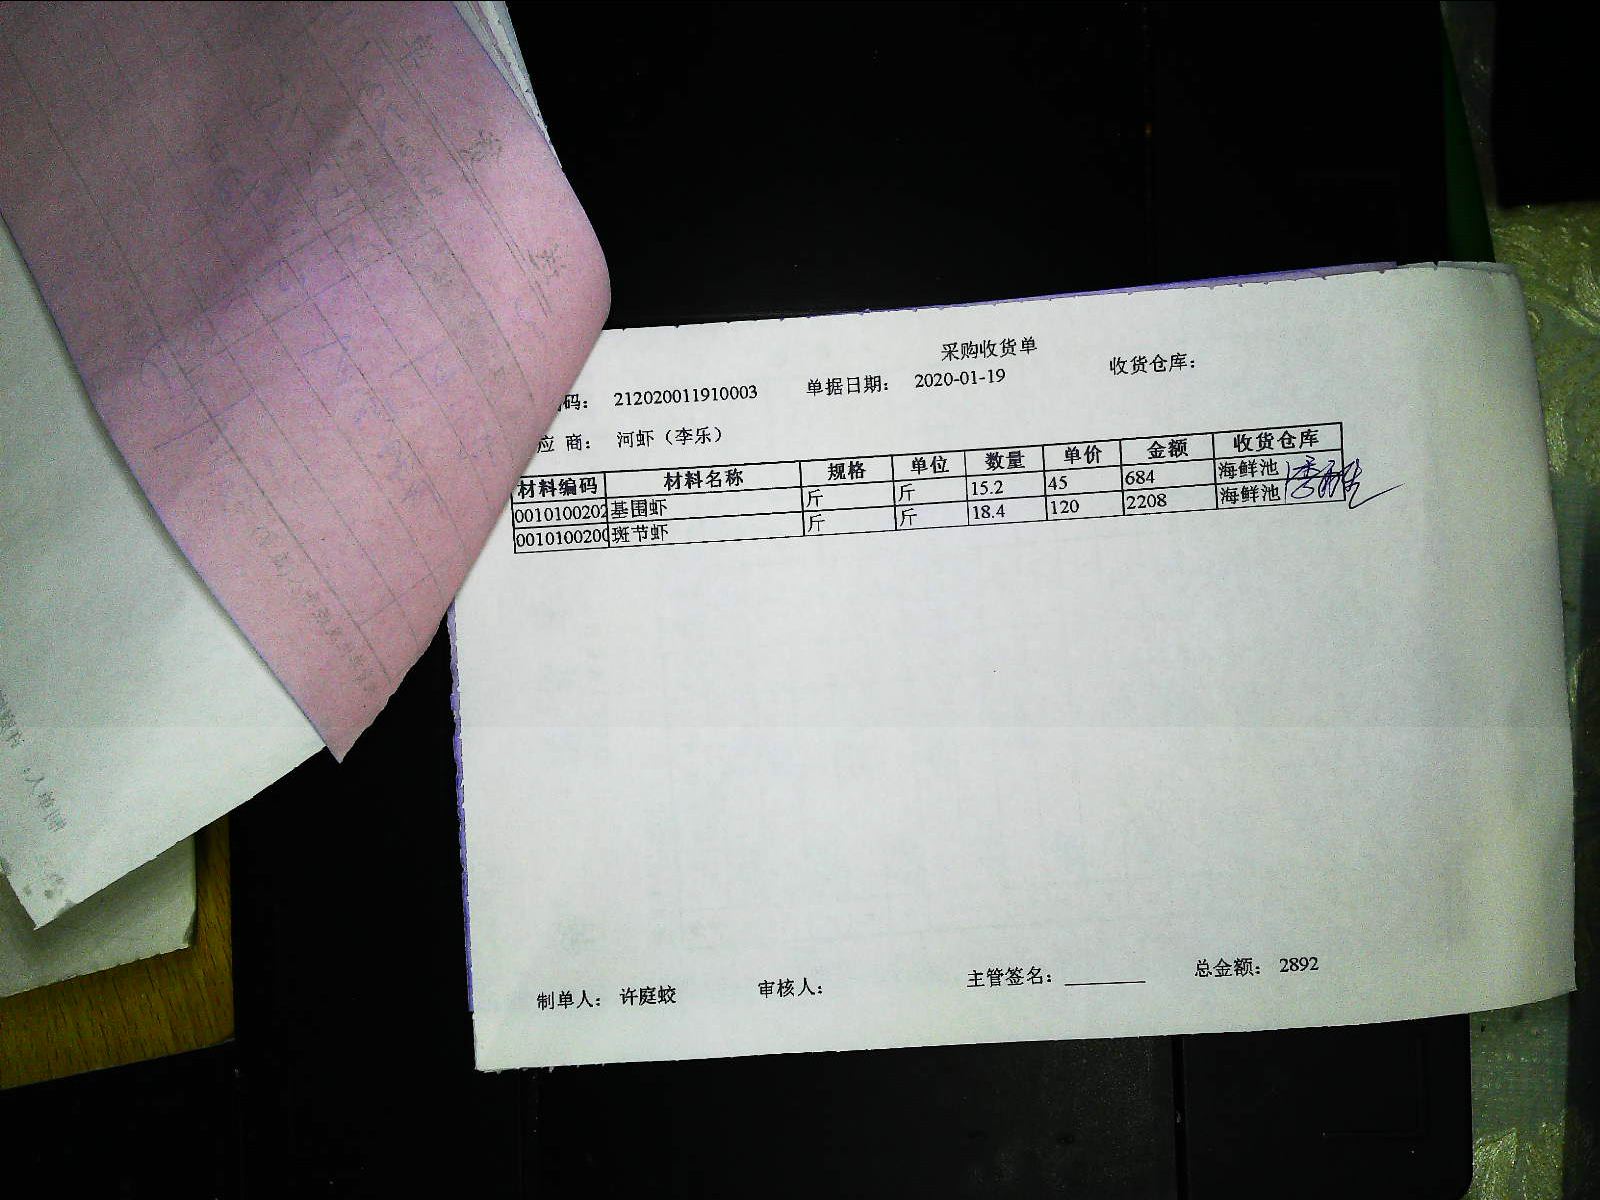 采购收货单
码： 212020011910003 单据日期： 2020-01-19 收货仓库：
应 商： 河虾（李乐）
材料编码 材料名称 规格 单位 数量 单价 金额 收货仓库
0010100202 基围虾 斤 斤 15.2 45 684 海鲜池
0010100200 斑节虾 斤 斤 18.4 120 2208 海鲜池
制单人： 许庭蛟 审核人： 主管签名： 总金额： 2892